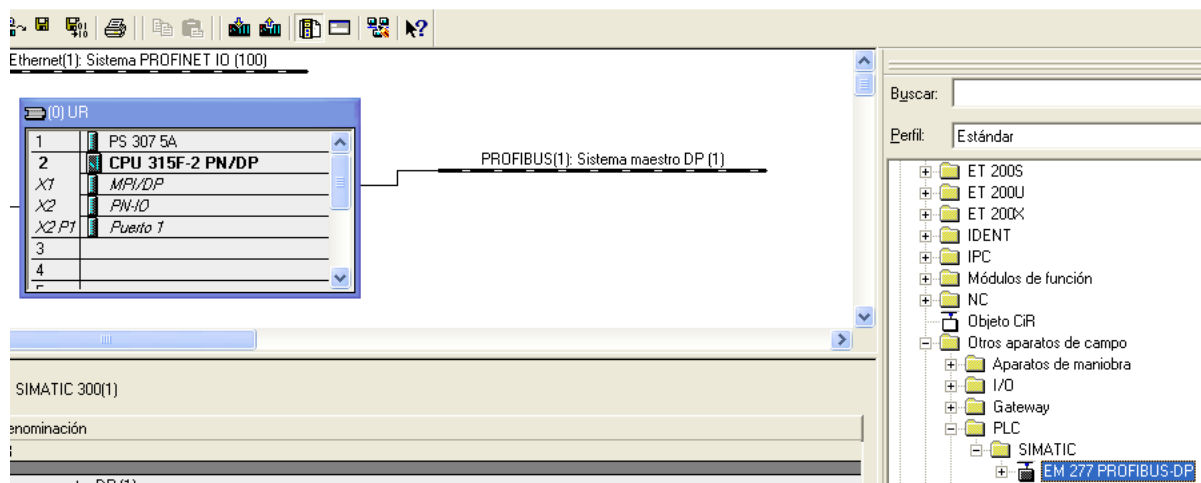 Ethernet(1): Sistema PROFINET IO (100)
(0) UR
1 PS 307 5A
2 CPU 315F-2 PN/DP
X1 MPI/DP
X2 PN-IO
X2 P1 Puerto 1
3
4
PROFIBUS(1): Sistema maestro DP (1)
SIMATIC 300(1)
enominación
DP (1)
Buscar:
Perfil: Estándar
ET 200S
ET 200U
ET 200X
IDENT
IPC
Módulos de función
NC
Objeto CiR
Otros aparatos de campo
Aparatos de maniobra
I/O
Gateway
PLC
SIMATIC
EM 277 PROFIBUS-DP